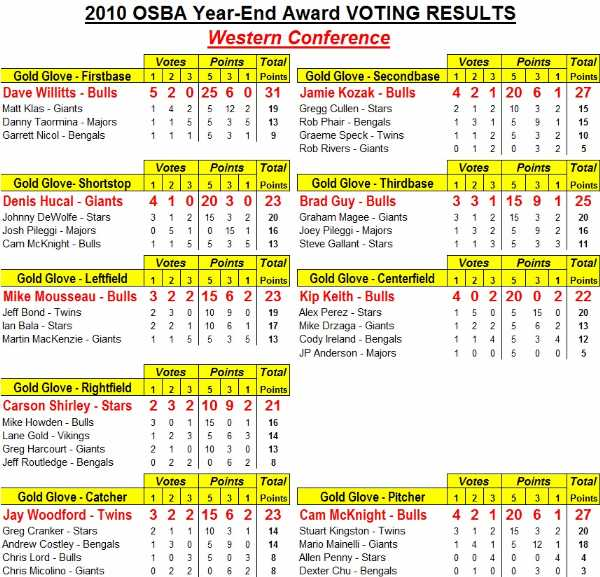 2010 OSBA Year-End Award VOTING RESULTS
Western Conference
Votes Points Total
Gold Glove - Firstbase 1 2 3 5 3 1 Points
Dave Willitts - Bulls 5 2 0 25 6 0 31
Matt Klas - Giants 1 4 2 5 12 2 19
Danny Taormina - Majors 1 1 5 5 3 5 13
Garrett Nicol - Bengals 1 1 1 5 3 1 9
Votes Points Total
Gold Glove - Secondbase 1 2 3 5 3 1 Points
Jamie Kozak - Bulls 4 2 1 20 6 1 27
Gregg Cullen - Stars 2 1 2 10 3 2 15
Rob Phair - Bengals 1 3 1 5 9 1 15
Graeme Speck - Twins 1 1 2 5 3 2 10
Rob Rivers - Giants 0 1 2 0 3 2 5
Votes Points Total
Gold Glove- Shortstop 1 2 3 5 3 1 Points
Denis Hucal - Giants 4 1 0 20 3 0 23
Johnny DeWolfe - Stars 3 1 2 15 3 2 20
Josh Pileggi - Majors 0 5 1 0 15 1 16
Cam McKnight - Bulls 1 1 5 5 3 5 13
Votes Points Total
Gold Glove - Thirdbase 1 2 3 5 3 1 Points
Brad Guy - Bulls 3 3 1 15 9 1 25
Graham Magee - Giants 3 1 2 15 3 2 20
Joey Pileggi - Majors 1 3 2 5 9 2 16
Steve Gallant - Stars 1 1 3 5 3 3 11
Votes Points Total
Gold Glove - Leftfield 1 2 3 5 3 1 Points
Mike Mousseau - Bulls 3 2 2 15 6 2 23
Jeff Bond - Twins 2 3 0 10 9 0 19
Ian Bala - Stars 2 2 1 10 6 1 17
Martin MacKenzie - Giants 1 1 5 5 3 5 13
Votes Points Total
Gold Glove - Centerfield 1 2 3 5 3 1 Points
Kip Keith - Bulls 4 0 2 20 0 2 22
Alex Perez - Stars 1 5 0 5 15 0 20
Mike Drzaga - Giants 1 2 2 5 6 2 13
Cody Ireland - Bengals 1 1 4 5 3 4 12
JP Anderson - Majors 1 0 0 5 0 0 5
Votes Points Total
Gold Glove - Rightfield 1 2 3 5 3 1 Points
Carson Shirley - Stars 2 3 2 10 9 2 21
Mike Howden - Bulls 3 0 1 15 0 1 16
Lane Gold - Vikings 1 2 3 5 6 3 14
Greg Harcourt - Giants 2 1 0 10 3 0 13
Jeff Routledge - Bengals 0 2 2 0 6 2 8
Votes Points Total
Gold Glove - Catcher 1 2 3 5 3 1 Points
Jay Woodford - Twins 3 2 2 15 6 2 23
Greg Cranker - Stars 2 1 1 10 3 1 14
Andrew Costley - Bengals 1 3 0 5 9 0 14
Chris Lord - Bulls 1 0 3 5 0 3 8
Chris Micolino - Giants 0 2 2 0 6 2 8
Votes Points Total
Gold Glove - Pitcher 1 2 3 5 3 1 Points
Cam McKnight - Bulls 4 2 1 20 6 1 27
Stuart Kingston - Twins 3 1 2 15 3 2 20
Mario Mainelli - Giants 1 4 1 5 12 1 18
Allen Penny - Stars 0 0 4 0 0 4 4
Dexter Chu - Bengals 0 1 0 0 3 0 3